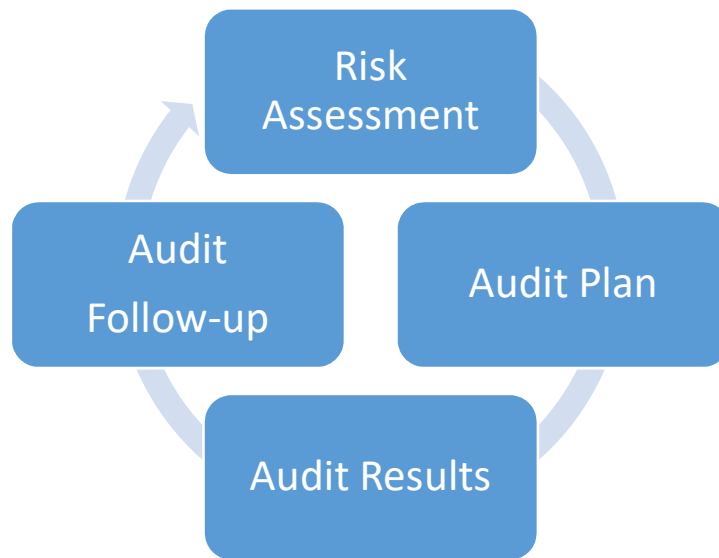 Risk
Assessment
Audit Plan
Audit Results
Audit
Follow-up